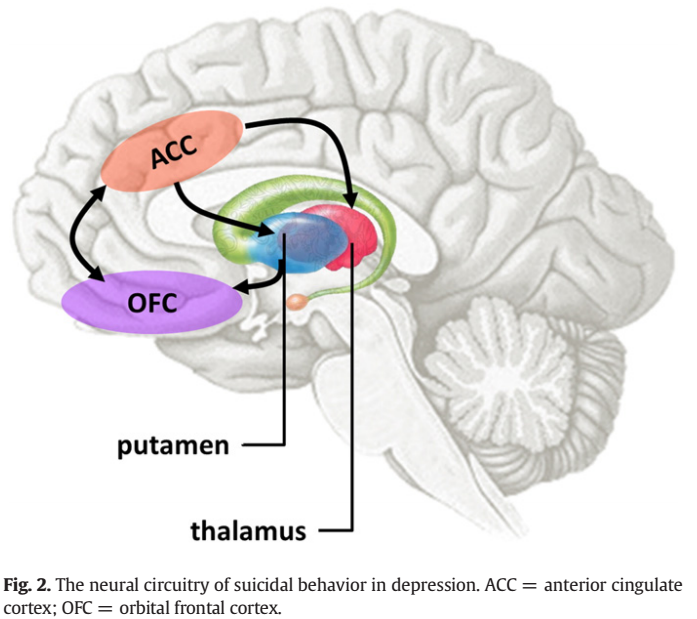 ACC
OFC
putamen
thalamus
Fig. 2. The neural circuitry of suicidal behavior in depression. ACC = anterior cingulate
cortex; OFC = orbital frontal cortex.